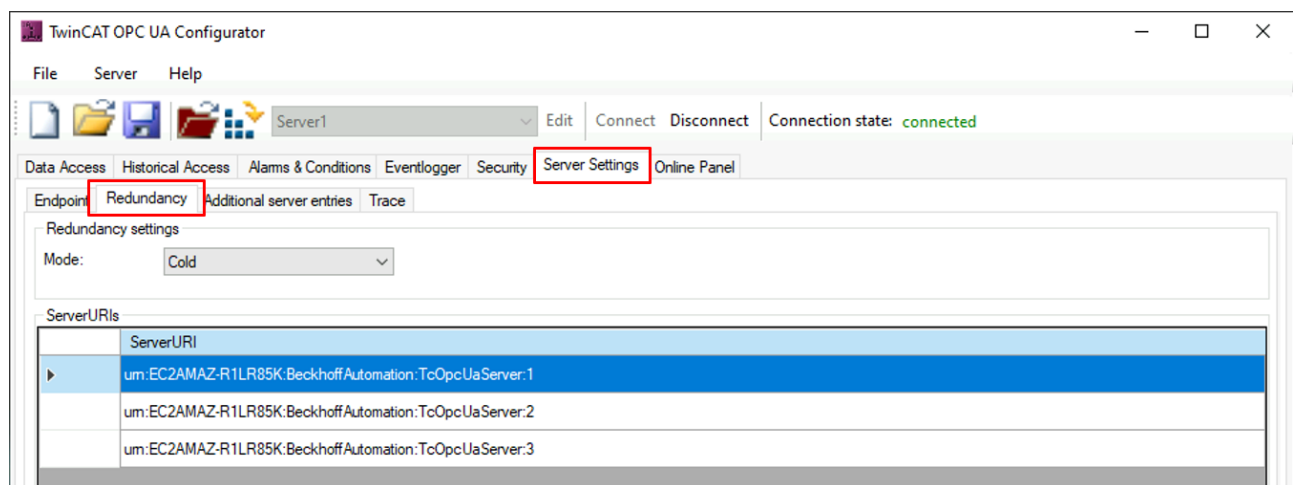 TwinCAT OPC UA Configurator
File Server Help
Server1 Edit Connect Disconnect Connection state: connected
Data Access Historical Access Alarms & Conditions Eventlogger Security Server Settings Online Panel
Endpoint Redundancy Additional server entries Trace
Redundancy settings
Mode: Cold
ServerURIs
ServerURI
urn:EC2AMAZ-R1LR85K:BeckhoffAutomation:TcOpcUaServer:1
urn:EC2AMAZ-R1LR85K:BeckhoffAutomation:TcOpcUaServer:2
urn:EC2AMAZ-R1LR85K:BeckhoffAutomation:TcOpcUaServer:3